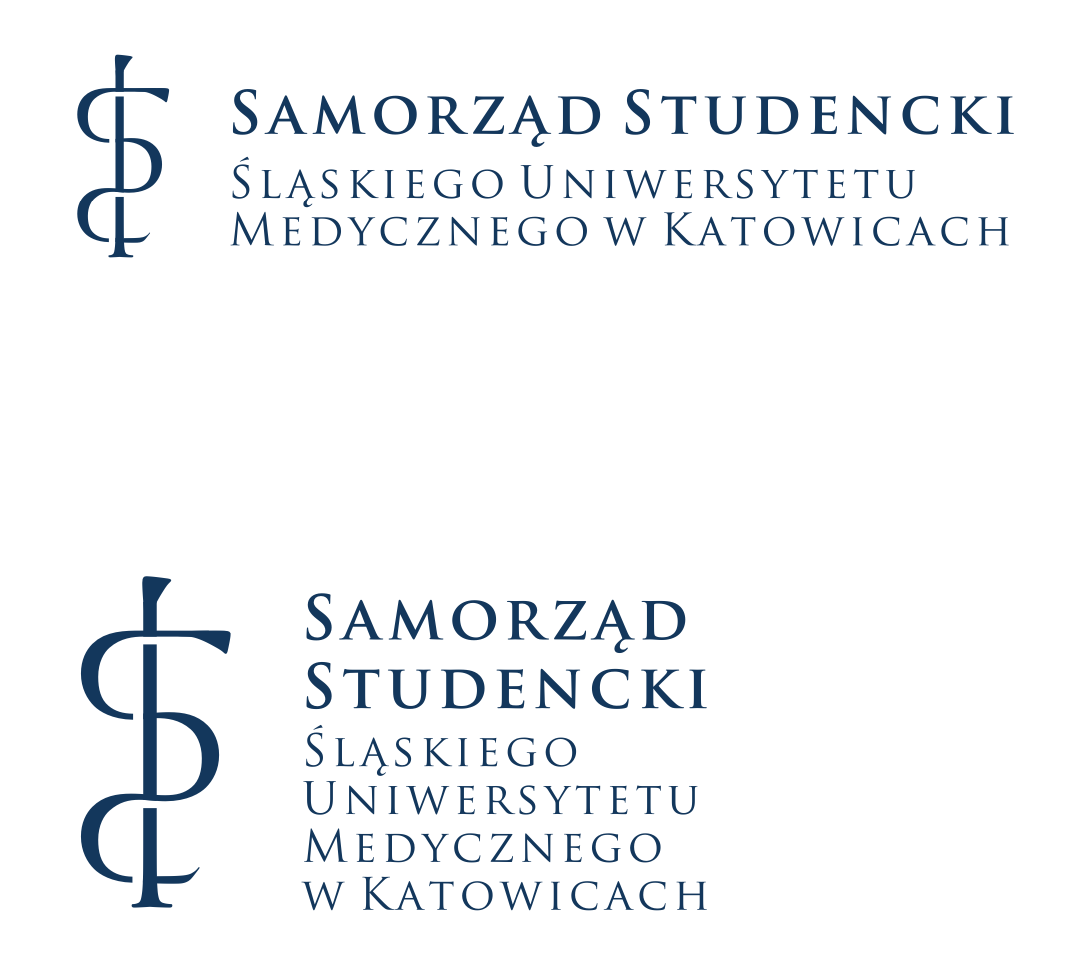 Samorząd Studencki
Śląskiego Uniwersytetu
Medycznego w Katowicach
Samorząd
Studencki
Śląskiego
Uniwersytetu
Medycznego
w Katowicach